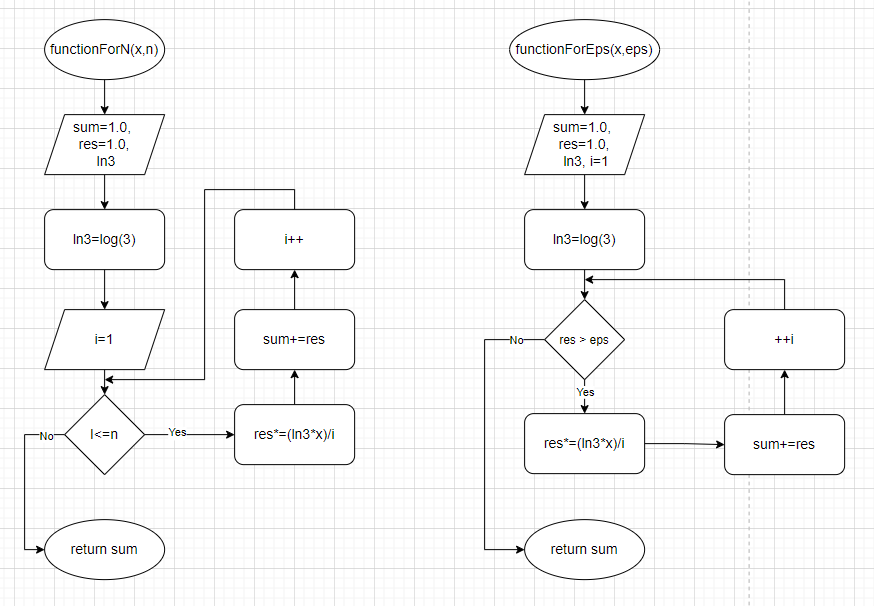 functionForN(x,n)
sum=1.0,
res=1.0,
ln3
ln3=log(3)
i=1
I<=n
No
Yes
res*=(ln3*x)/i
sum+=res
i++
return sum
functionForEps(x,eps)
sum=1.0,
res=1.0,
ln3, i=1
ln3=log(3)
res > eps
No
Yes
res*=(ln3*x)/i
sum+=res
++i
return sum